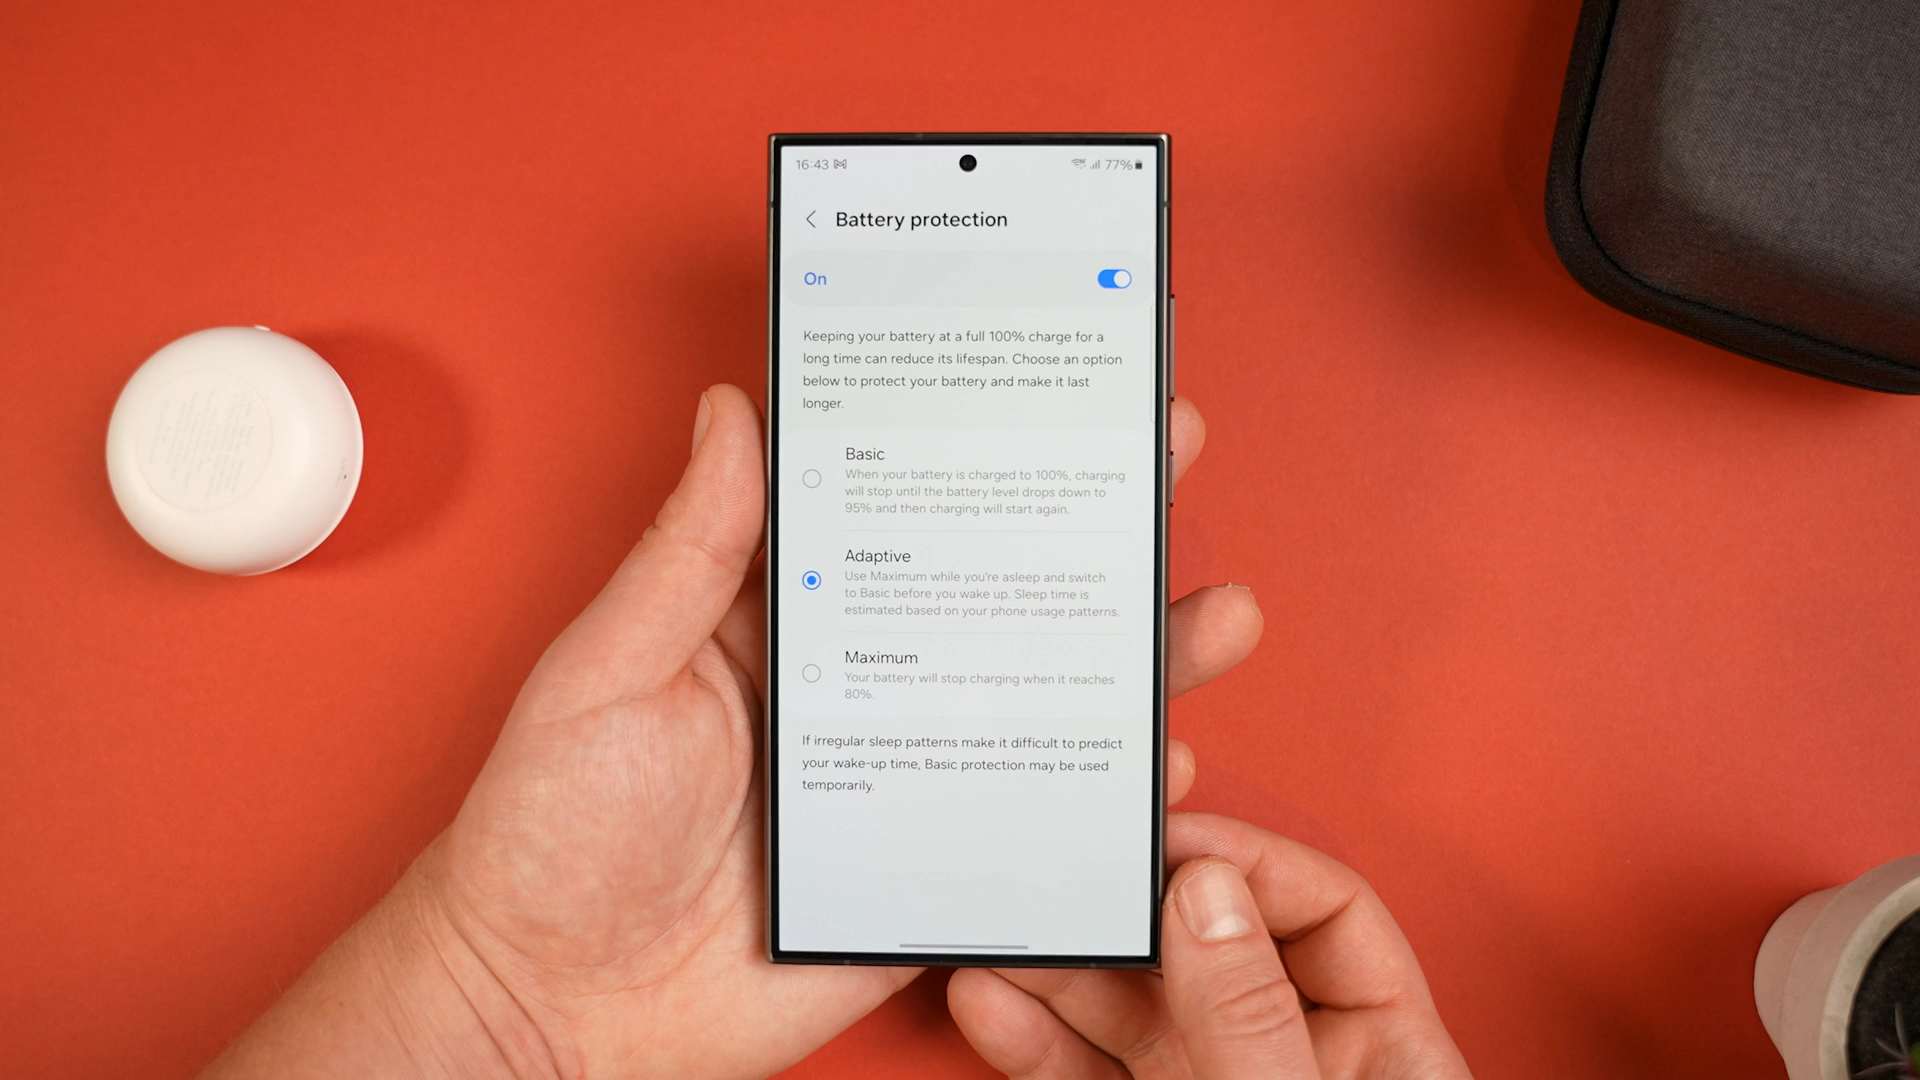 16:43 77%
Battery protection
On
Keeping your battery at a full 100% charge for a
long time can reduce its lifespan. Choose an option
below to protect your battery and make it last
longer.
Basic
When your battery is charged to 100%, charging
will stop until the battery level drops down to
95% and then charging will start again.
Adaptive
Use Maximum while you're asleep and switch
to Basic before you wake up. Sleep time is
estimated based on your phone usage patterns.
Maximum
Your battery will stop charging when it reaches
80%.
If irregular sleep patterns make it difficult to predict
your wake-up time, Basic protection may be used
temporarily.